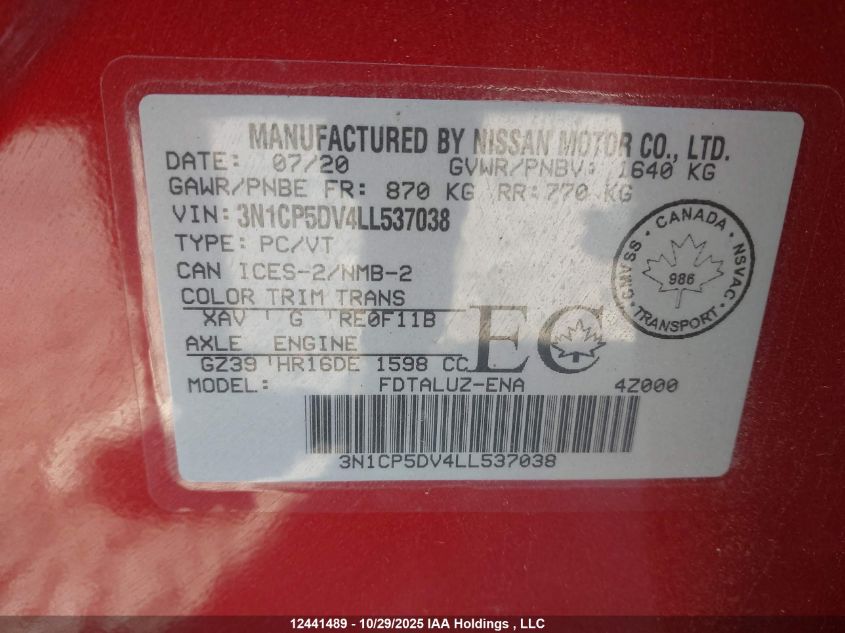 MANUFACTURED BY NISSAN MOTOR CO., LTD.
DATE: 07/20 GVWR/PNBV: 1640 KG
GAWR/PNBE FR: 870 KG RR: 770 KG
VIN: 3N1CP5DV4LL537038
TYPE: PC/VT
CAN ICES-2/NMB-2
COLOR TRIM TRANS
XAV ' G ' RE0F11B
AXLE ENGINE
GZ39 ' HR16DE 1598 CC
EC
MODEL: FDTALUZ-ENA 4Z000
3N1CP5DV4LL537038
CANADA
CMVSS • NSVAC
986
TRANSPORT
12441489 - 10/29/2025 IAA Holdings , LLC